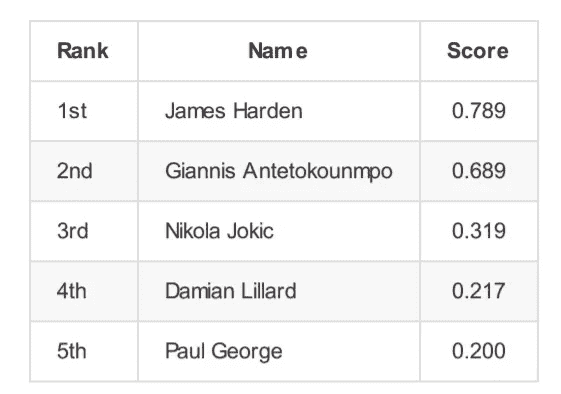 Rank Name Score
1st James Harden 0.789
2nd Giannis Antetokounmpo 0.689
3rd Nikola Jokic 0.319
4th Damian Lillard 0.217
5th Paul George 0.200